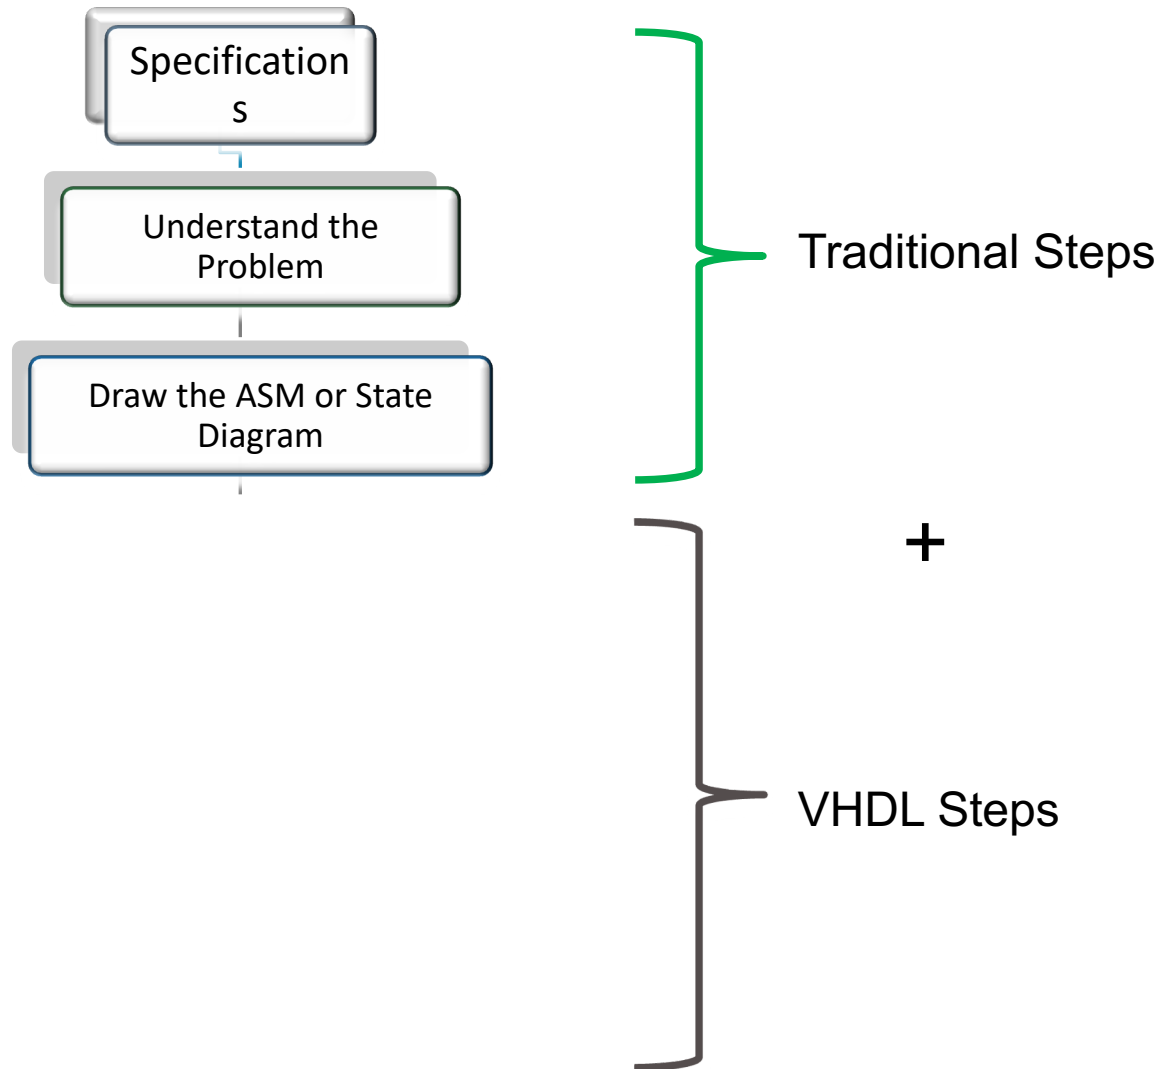 Specification
s
Understand the
Problem
Traditional Steps
Draw the ASM or State
Diagram
+
VHDL Steps